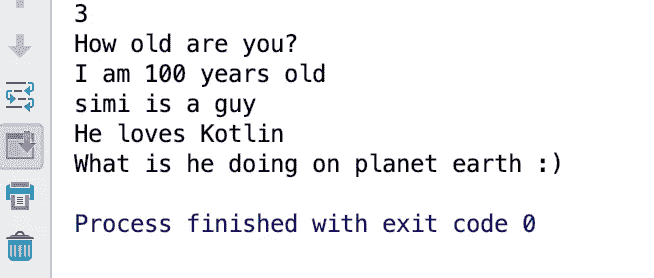 3
How old are you?
I am 100 years old
simi is a guy
He loves Kotlin
What is he doing on planet earth :)
Process finished with exit code 0